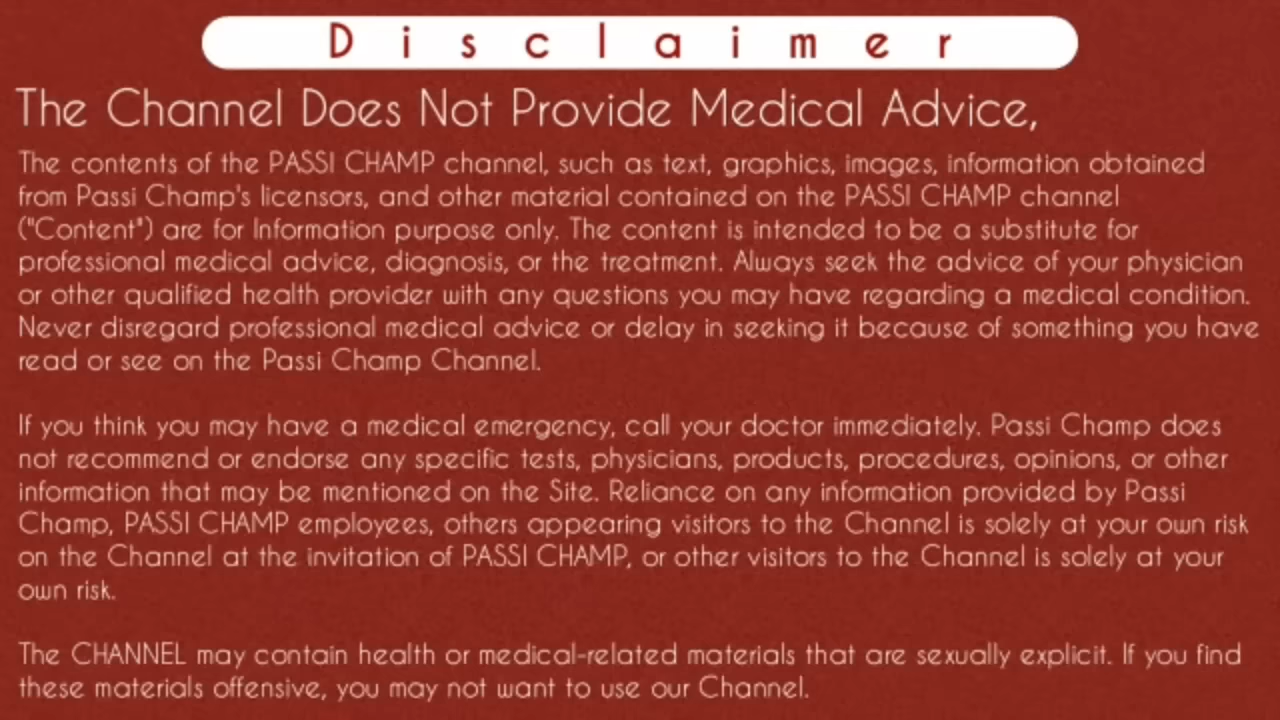 Disclaimer
The Channel Does Not Provide Medical Advice,
The contents of the PASSI CHAMP channel, such as text, graphics, images, information obtained
from Passi Champ's licensors, and other material contained on the PASSI CHAMP channel
("Content") are for Information purpose only. The content is intended to be a substitute for
professional medical advice, diagnosis, or the treatment. Always seek the advice of your physician
or other qualified health provider with any questions you may have regarding a medical condition.
Never disregard professional medical advice or delay in seeking it because of something you have
read or see on the Passi Champ Channel.
If you think you may have a medical emergency, call your doctor immediately. Passi Champ does
not recommend or endorse any specific tests, physicians, products, procedures, opinions, or other
information that may be mentioned on the Site. Reliance on any information provided by Passi
Champ, PASSI CHAMP employees, others appearing visitors to the Channel is solely at your own risk
on the Channel at the invitation of PASSI CHAMP, or other visitors to the Channel is solely at your
own risk.
The CHANNEL may contain health or medical-related materials that are sexually explicit. If you find
these materials offensive, you may not want to use our Channel.